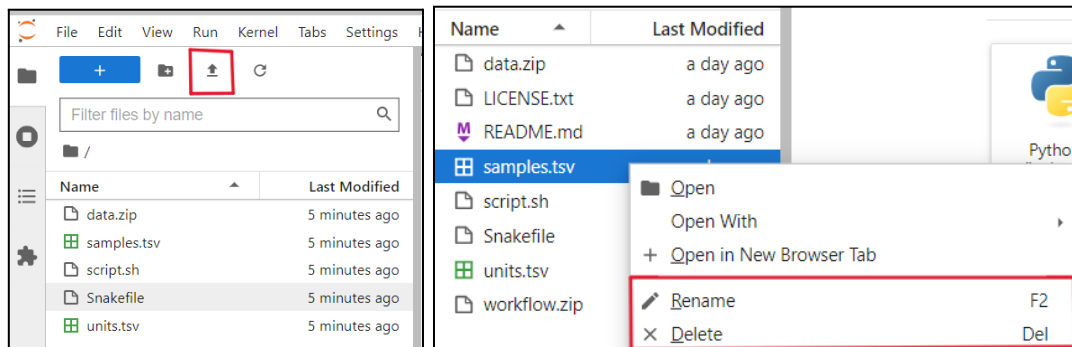 File Edit View Run Kernel Tabs Settings
+
Filter files by name
/
Name Last Modified
data.zip 5 minutes ago
samples.tsv 5 minutes ago
script.sh 5 minutes ago
Snakefile 5 minutes ago
units.tsv 5 minutes ago
Name Last Modified
data.zip a day ago
LICENSE.txt a day ago
README.md a day ago
samples.tsv
script.sh
Snakefile
units.tsv
workflow.zip
Open
Open With
Open in New Browser Tab
Rename F2
Delete Del